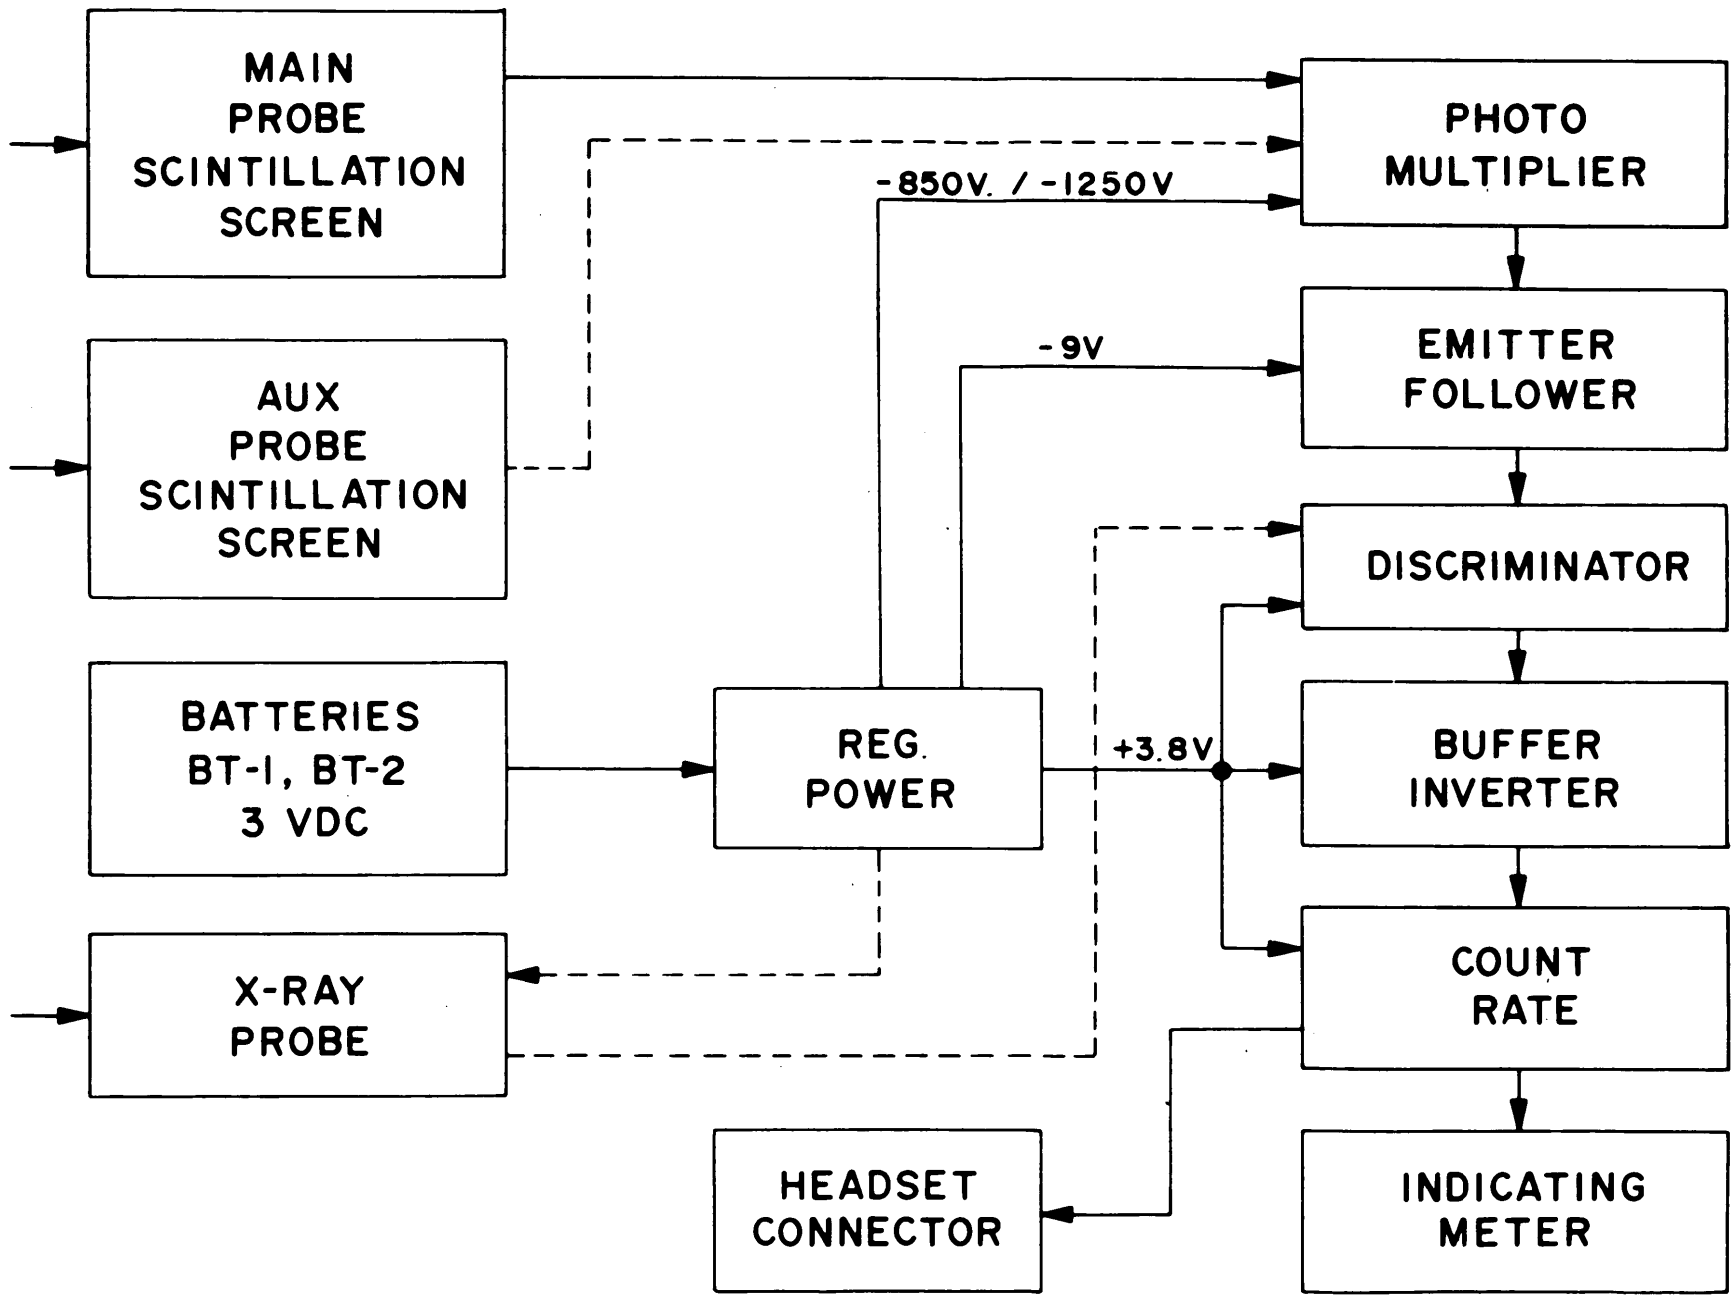 MAIN
PROBE
SCINTILLATION
SCREEN
PHOTO
MULTIPLIER
-850V. / -1250V
EMITTER
FOLLOWER
-9V
AUX
PROBE
SCINTILLATION
SCREEN
DISCRIMINATOR
BATTERIES
BT-1, BT-2
3 VDC
REG.
POWER
+3.8V
BUFFER
INVERTER
X-RAY
PROBE
COUNT
RATE
HEADSET
CONNECTOR
INDICATING
METER